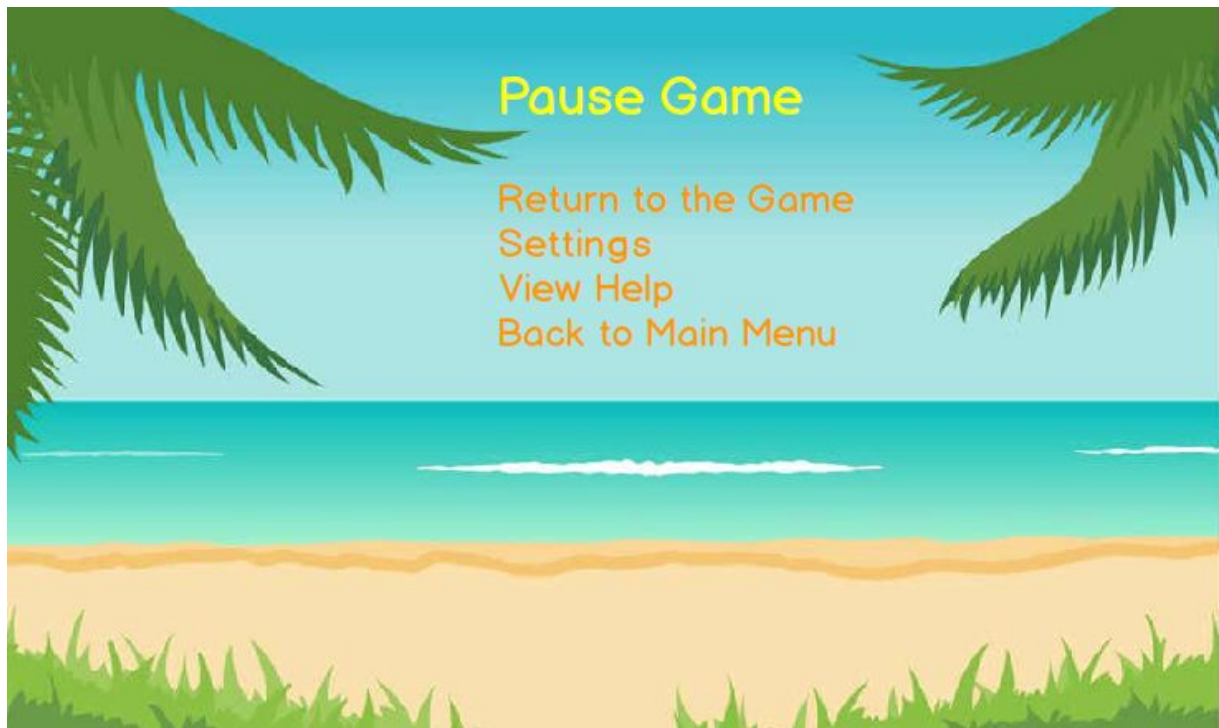 Pause Game
Return to the Game
Settings
View Help
Back to Main Menu